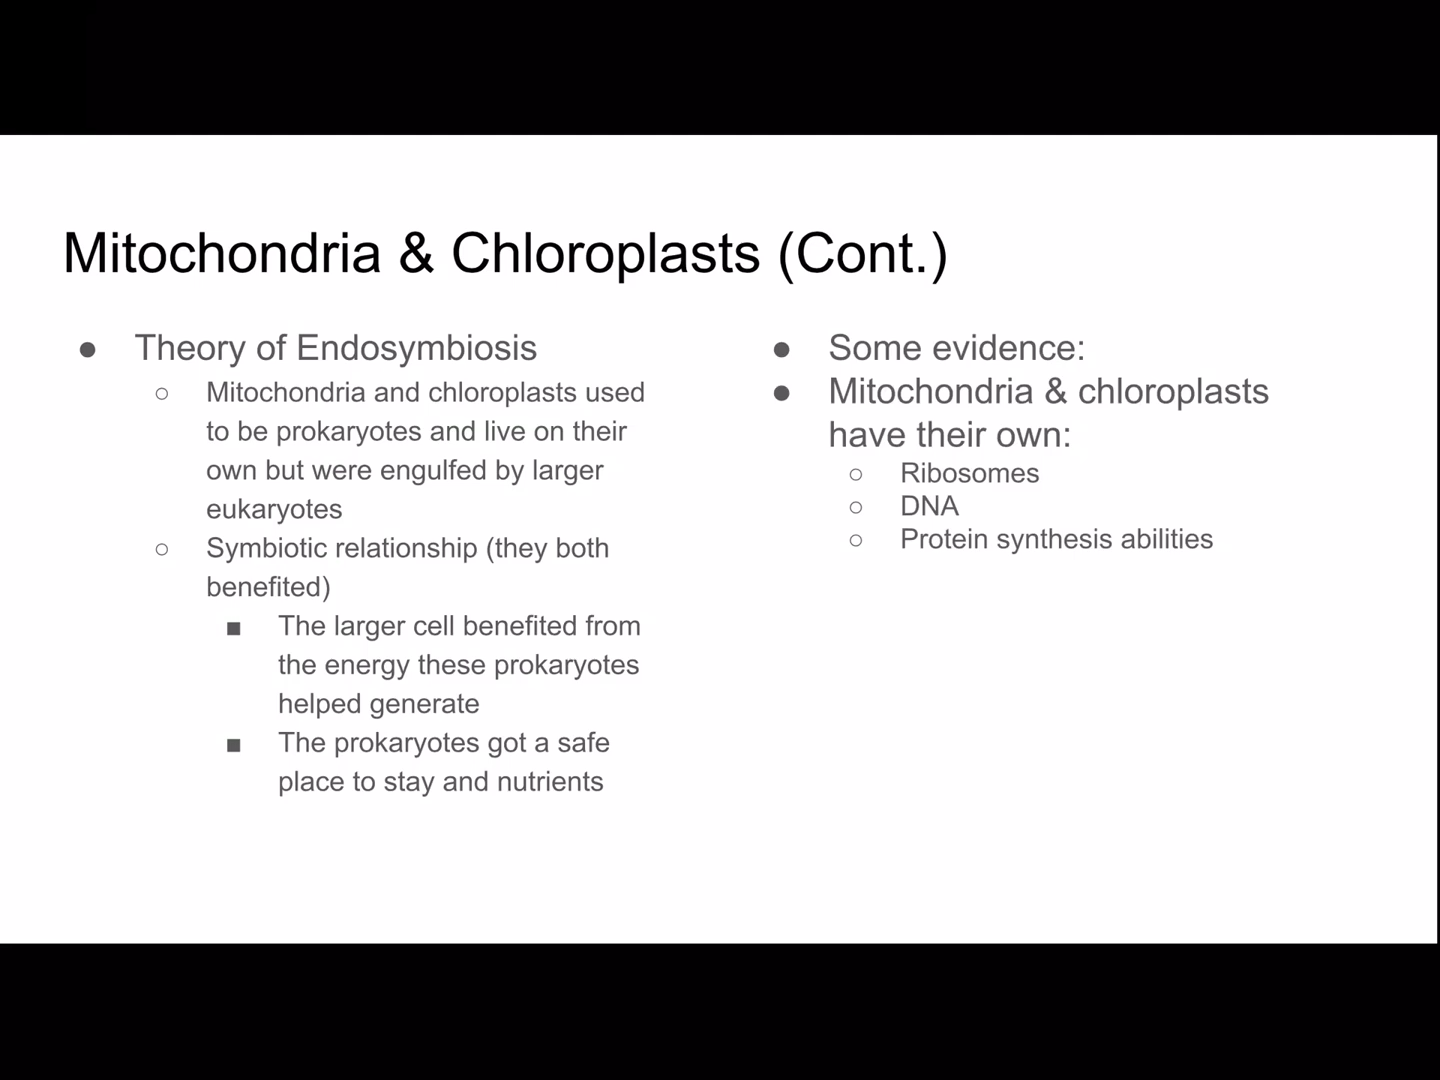 Mitochondria & Chloroplasts (Cont.)
● Theory of Endosymbiosis
○ Mitochondria and chloroplasts used
to be prokaryotes and live on their
own but were engulfed by larger
eukaryotes
○ Symbiotic relationship (they both
benefited)
■ The larger cell benefited from
the energy these prokaryotes
helped generate
■ The prokaryotes got a safe
place to stay and nutrients
● Some evidence:
● Mitochondria & chloroplasts
have their own:
○ Ribosomes
○ DNA
○ Protein synthesis abilities